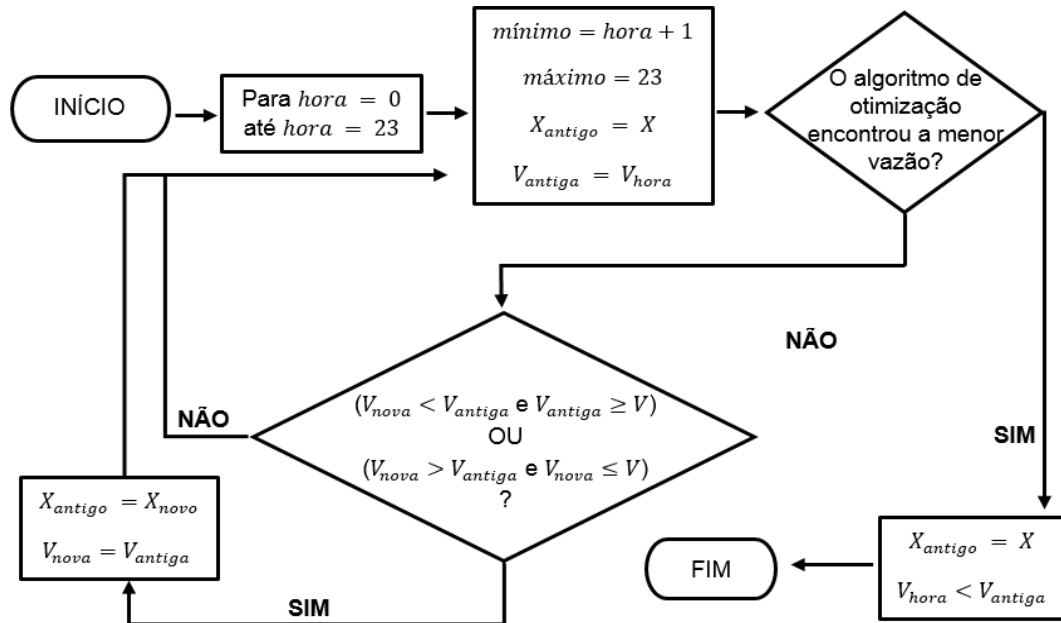 INÍCIO
Para hora = 0
até hora = 23
mínimo = hora + 1
máximo = 23
X_antigo = X
V_antiga = V_hora
O algoritmo de
otimização
encontrou a menor
vazão?
NÃO
SIM
(V_nova < V_antiga e V_antiga ≥ V)
OU
(V_nova > V_antiga e V_nova ≤ V)
?
NÃO
SIM
X_antigo = X_novo
V_nova = V_antiga
X_antigo = X
V_hora < V_antiga
FIM